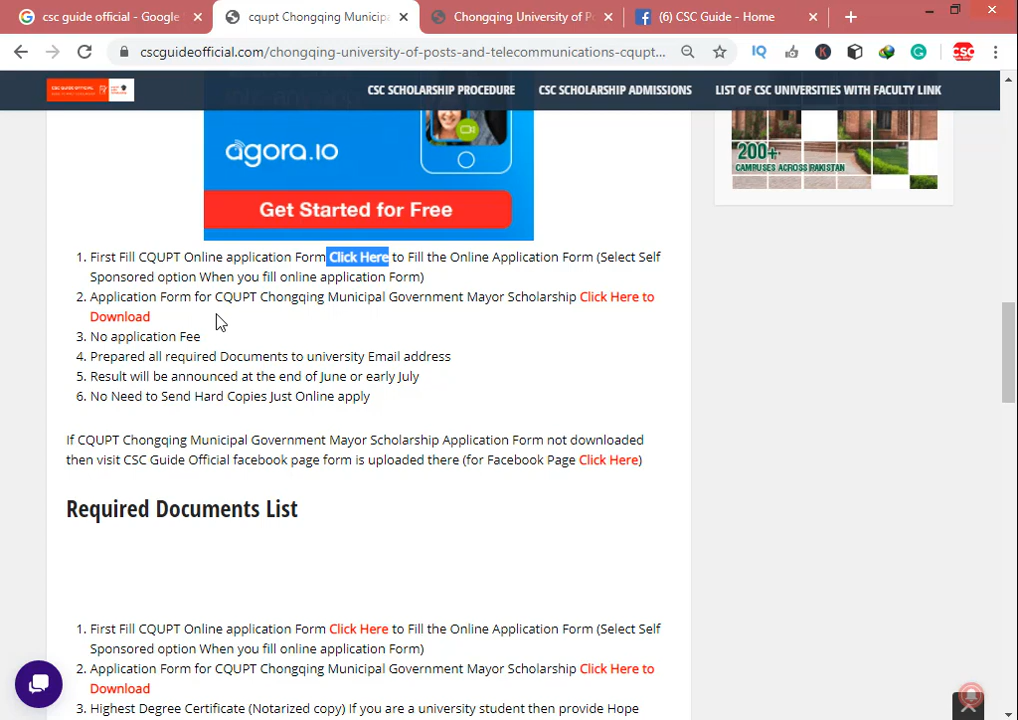 csc guide official - Google
cqupt Chongqing Municipa
Chongqing University of P
(6) CSC Guide - Home
cscguideofficial.com/chongqing-university-of-posts-and-telecommunications-cqupt...
IQ
K
G
CSC
CSC GUIDE OFFICIAL
CSC SCHOLARSHIP PROCEDURE
CSC SCHOLARSHIP ADMISSIONS
LIST OF CSC UNIVERSITIES WITH FACULTY LINK
agora.io
Get Started for Free
200+
CAMPUSES ACROSS PAKISTAN
1. First Fill CQUPT Online application Form Click Here to Fill the Online Application Form (Select Self
Sponsored option When you fill online application Form)
2. Application Form for CQUPT Chongqing Municipal Government Mayor Scholarship Click Here to
Download
3. No application Fee
4. Prepared all required Documents to university Email address
5. Result will be announced at the end of June or early July
6. No Need to Send Hard Copies Just Online apply
If CQUPT Chongqing Municipal Government Mayor Scholarship Application Form not downloaded
then visit CSC Guide Official facebook page form is uploaded there (for Facebook Page Click Here)
Required Documents List
1. First Fill CQUPT Online application Form Click Here to Fill the Online Application Form (Select Self
Sponsored option When you fill online application Form)
2. Application Form for CQUPT Chongqing Municipal Government Mayor Scholarship Click Here to
Download
3. Highest Degree Certificate (Notarized copy) If you are a university student then provide Hope